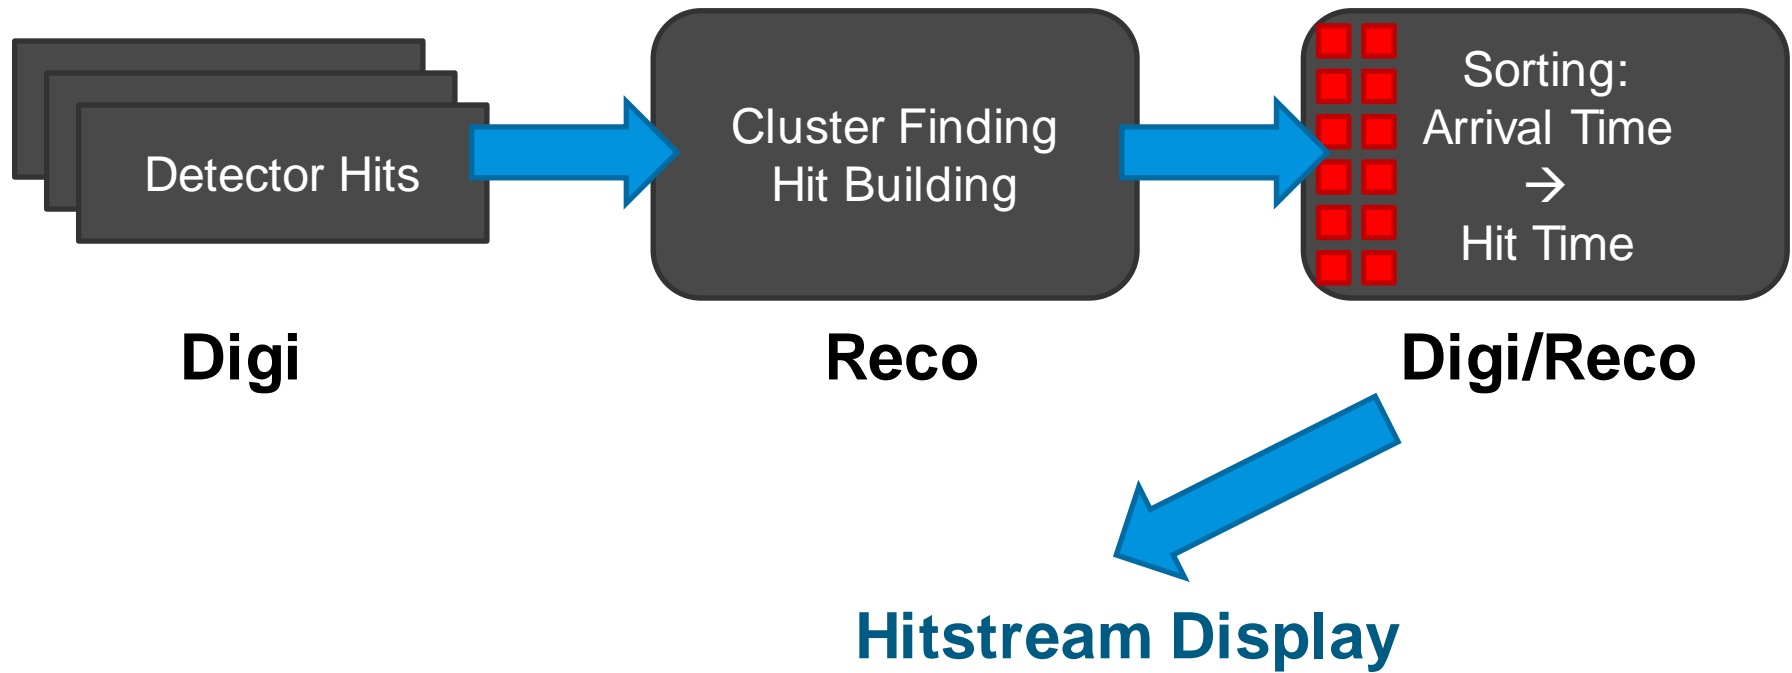 Detector Hits
Cluster Finding
Hit Building
Sorting:
Arrival Time
→
Hit Time
Digi
Reco
Digi/Reco
Hitstream Display